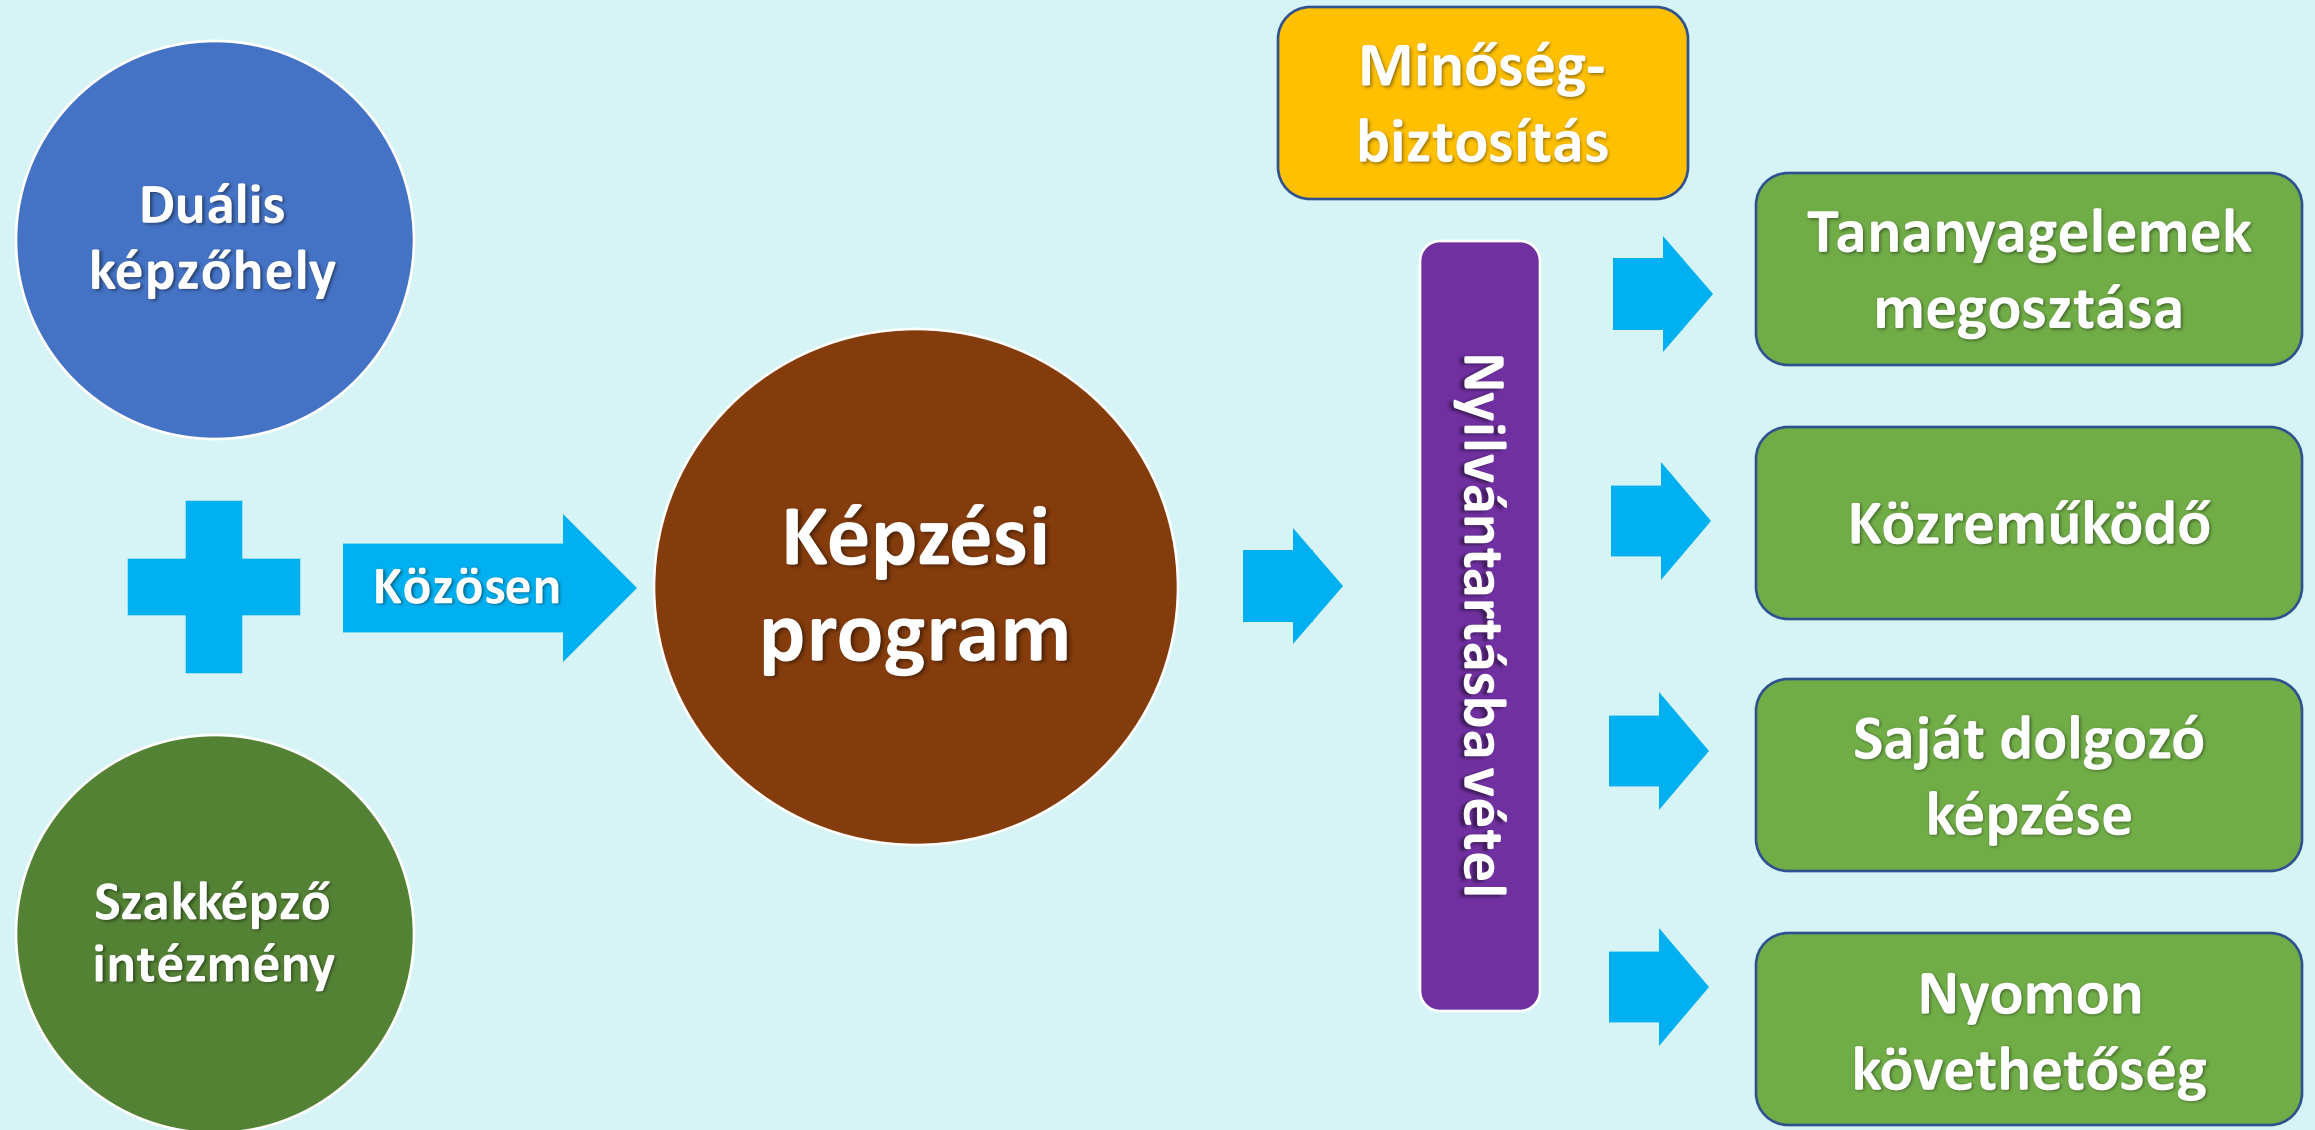 Duális
képzőhely
Szakképző
intézmény
Közösen
Képzési
program
Minőség-
biztosítás
Nyilvántartásba vétel
Tananyagelemek
megosztása
Közreműködő
Saját dolgozó
képzése
Nyomon
követhetőség